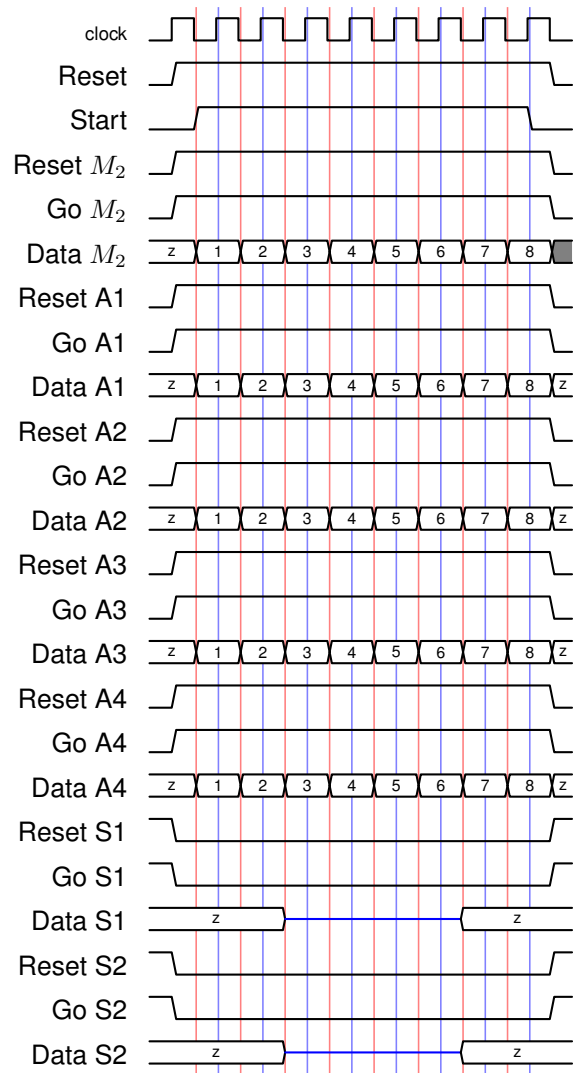 clock
Reset
Start
Reset M₂
Go M₂
Data M₂ z 1 2 3 4 5 6 7 8
Reset A1
Go A1
Data A1 z 1 2 3 4 5 6 7 8 z
Reset A2
Go A2
Data A2 z 1 2 3 4 5 6 7 8 z
Reset A3
Go A3
Data A3 z 1 2 3 4 5 6 7 8 z
Reset A4
Go A4
Data A4 z 1 2 3 4 5 6 7 8 z
Reset S1
Go S1
Data S1 z z
Reset S2
Go S2
Data S2 z z